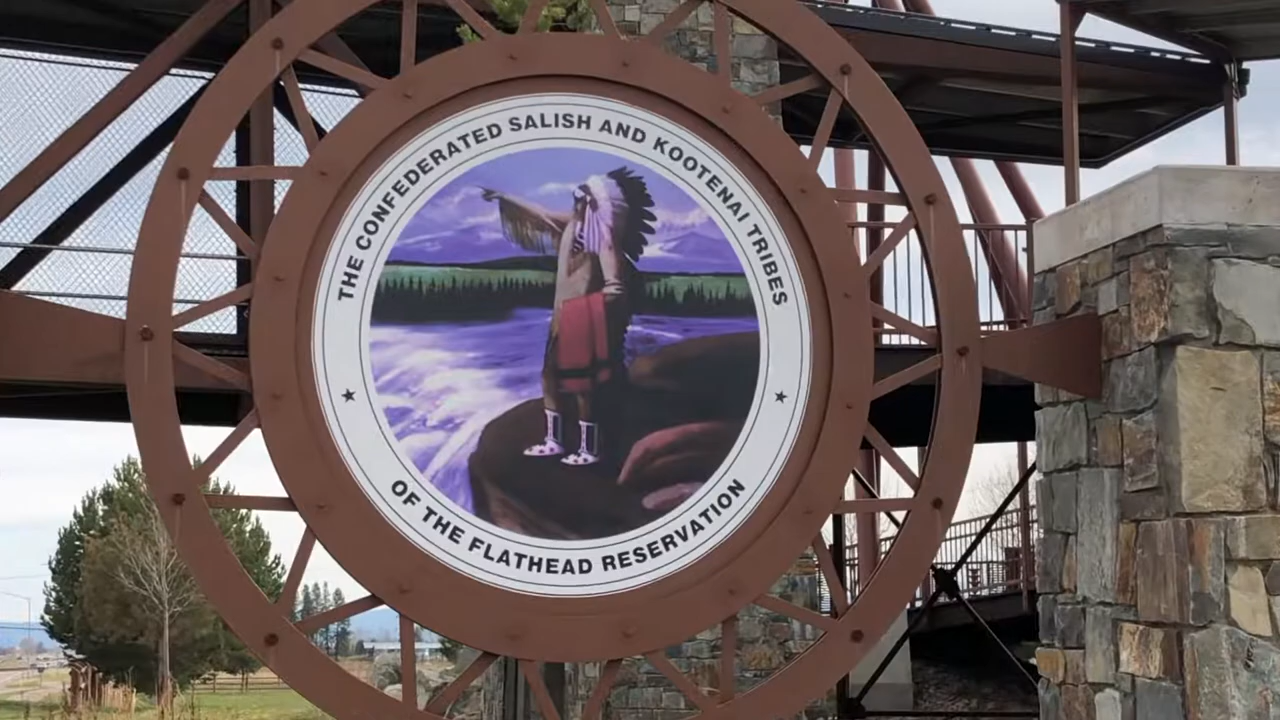 THE CONFEDERATED SALISH AND KOOTENAI TRIBES
OF THE FLATHEAD RESERVATION